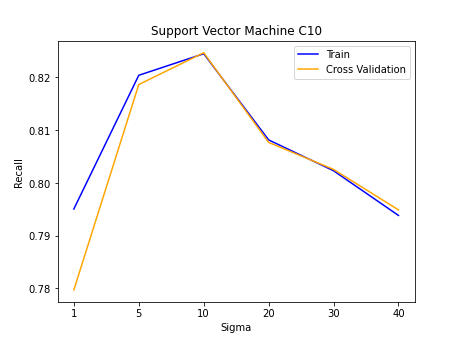 Support Vector Machine C10
Train
Cross Validation
Recall
0.82
0.81
0.80
0.79
0.78
1 5 10 20 30 40
Sigma